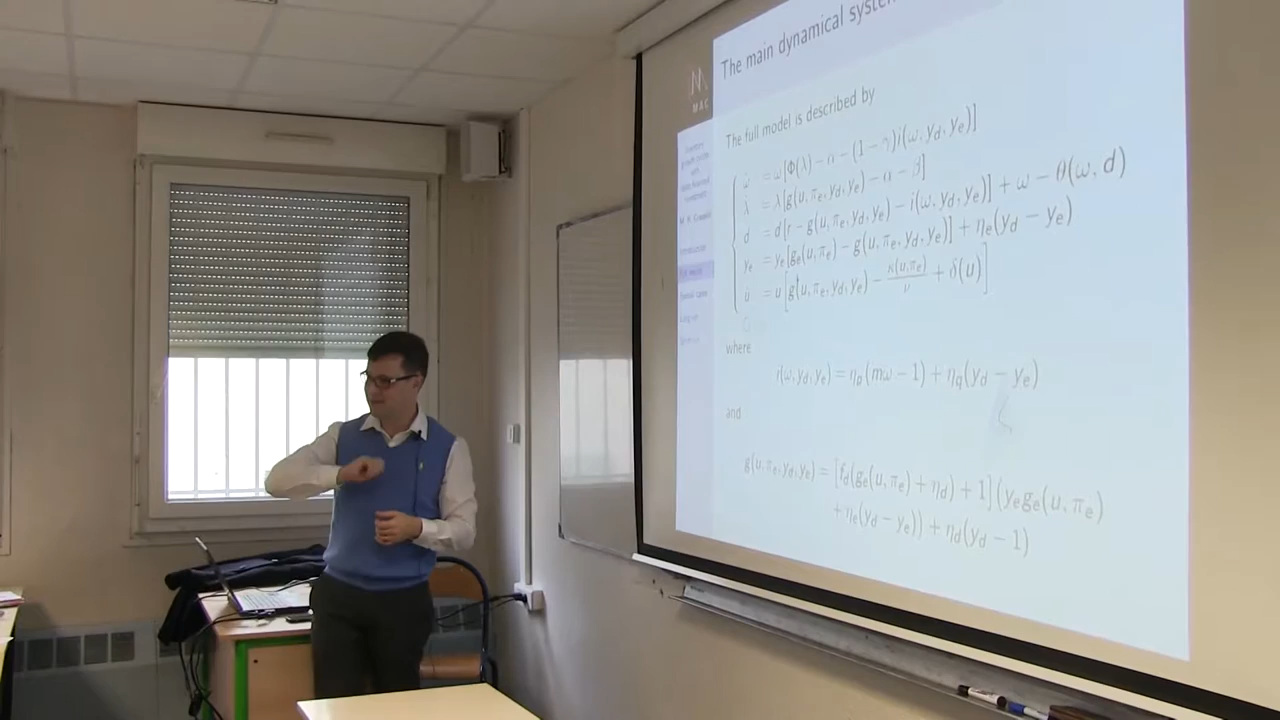 The main dynamical system
MAC
The full model is described by
ω̇ = ω[Φ(λ) − α − (1 − γ)i(ω, y_d, y_e)]
λ̇ = λ[g(u, π_e, y_d, y_e) − α − β]
ḋ = d[r − g(u, π_e, y_d, y_e) − i(ω, y_d, y_e)] + ω − θ(ω, d)
ẏ_e = y_e[g_e(u, π_e) − g(u, π_e, y_d, y_e)] + η_e(y_d − y_e)
u̇ = u[g(u, π_e, y_d, y_e) − κ(u,π_e)/ν + δ(u)]
where
i(ω, y_d, y_e) = η_p(mω − 1) + η_q(y_d − y_e)
and
g(u, π_e, y_d, y_e) = [f_d(g_e(u, π_e) + η_d) + 1](y_e g_e(u, π_e)
+ η_e(y_d − y_e)) + η_d(y_d − 1)